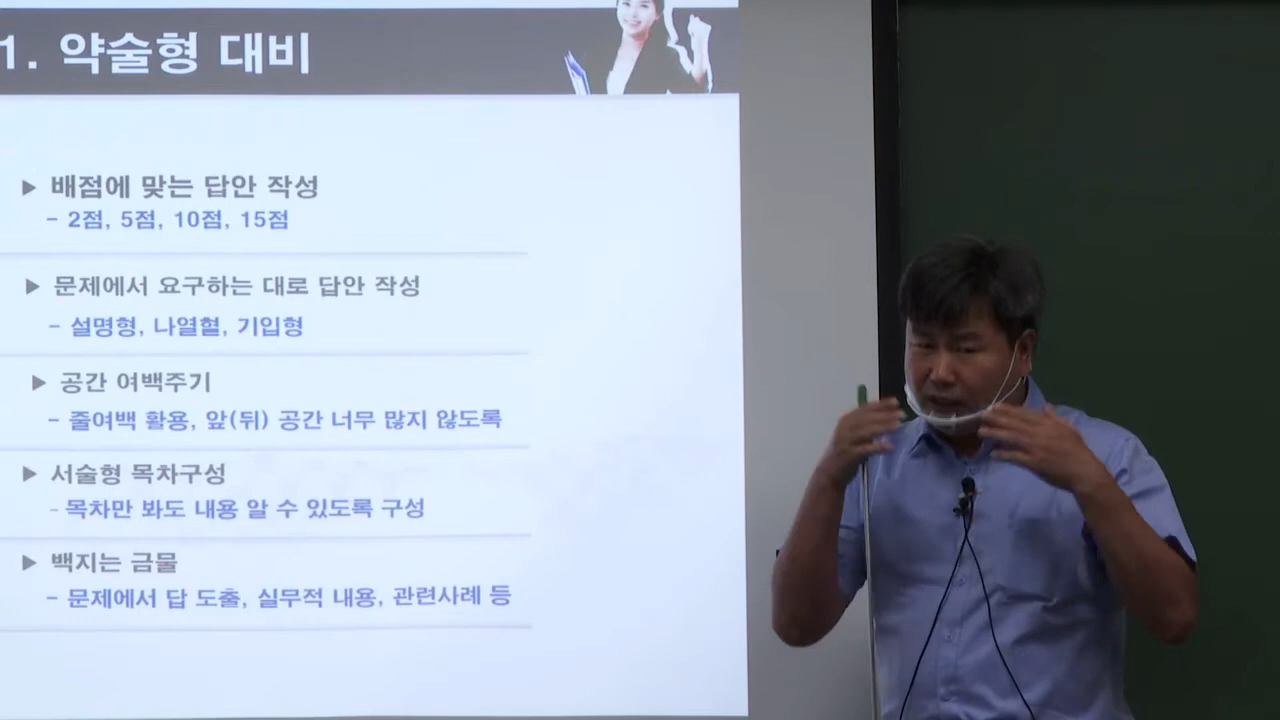 1. 약술형 대비
▶ 배점에 맞는 답안 작성
- 2점, 5점, 10점, 15점
▶ 문제에서 요구하는 대로 답안 작성
- 설명형, 나열혈, 기입형
▶ 공간 여백주기
- 줄여백 활용, 앞(뒤) 공간 너무 많지 않도록
▶ 서술형 목차구성
- 목차만 봐도 내용 알 수 있도록 구성
▶ 백지는 금물
- 문제에서 답 도출, 실무적 내용, 관련사례 등